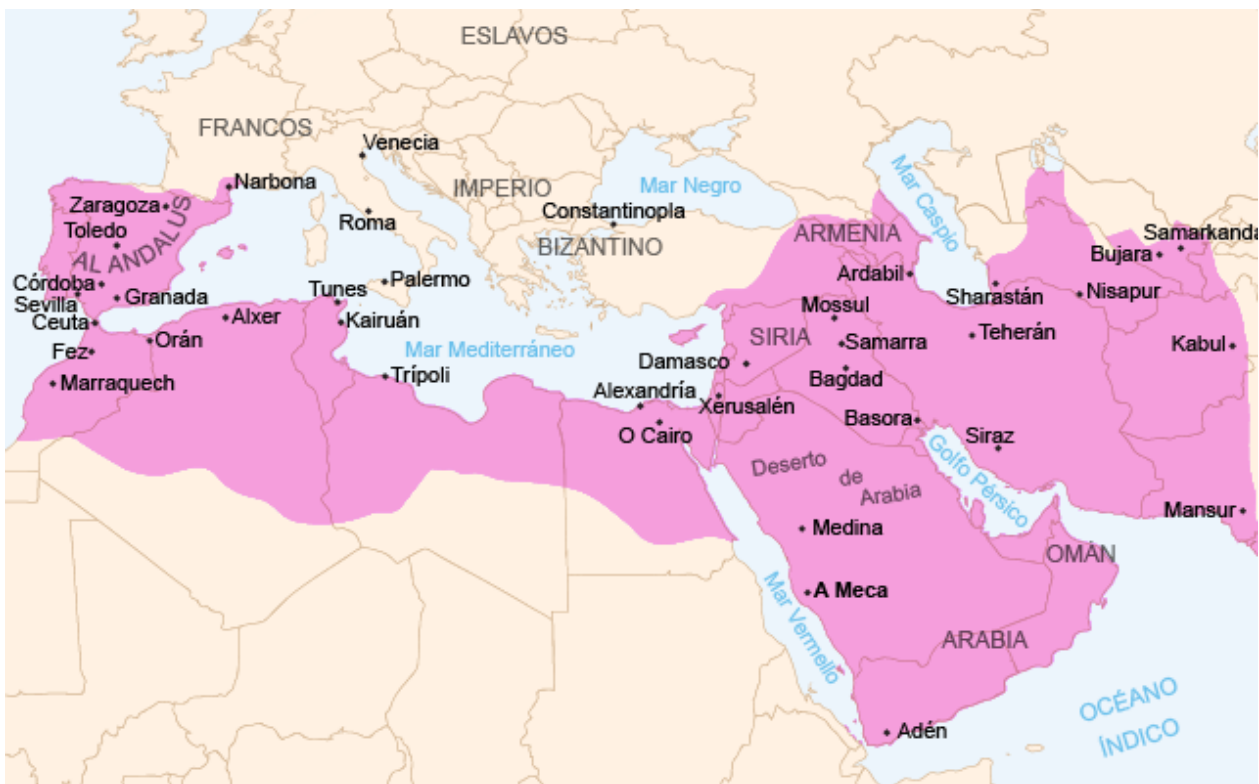 ESLAVOS
FRANCOS
Venecia
Mar Negro
Mar Caspio
Narbona
IMPERIO
Zaragoza
Roma
Constantinopla
Toledo
AL ANDALUS
BIZANTINO
ARMENIA
Samarkanda
Bujara
Córdoba
Tunes
Palermo
Ardabil
Sevilla
Granada
Sharastán
Nisapur
Ceuta
Alxer
Kairuán
Mossul
Orán
Mar Mediterráneo
SIRIA
Teherán
Fez
Samarra
Kabul
Damasco
Marraquech
Trípoli
Bagdad
Alexandría
Xerusalén
Basora
O Cairo
Siraz
Golfo Pérsico
Deserto
de
Arabia
Mansur
Medina
OMÁN
Mar Vermello
A Meca
ARABIA
OCÉANO
ÍNDICO
Adén